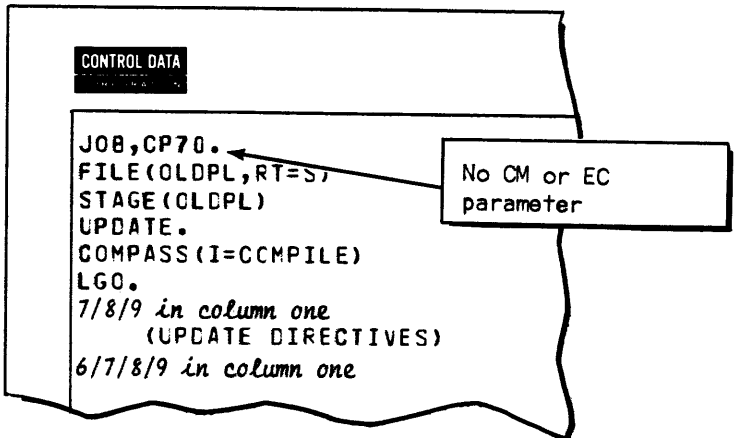 CONTROL DATA
CORPORATION
JOB,CP70.
FILE(OLDPL,RT=S)
STAGE(OLDPL)
UPDATE.
COMPASS(I=COMPILE)
LGO.
7/8/9 in column one
(UPDATE DIRECTIVES)
6/7/8/9 in column one
No CM or EC
parameter